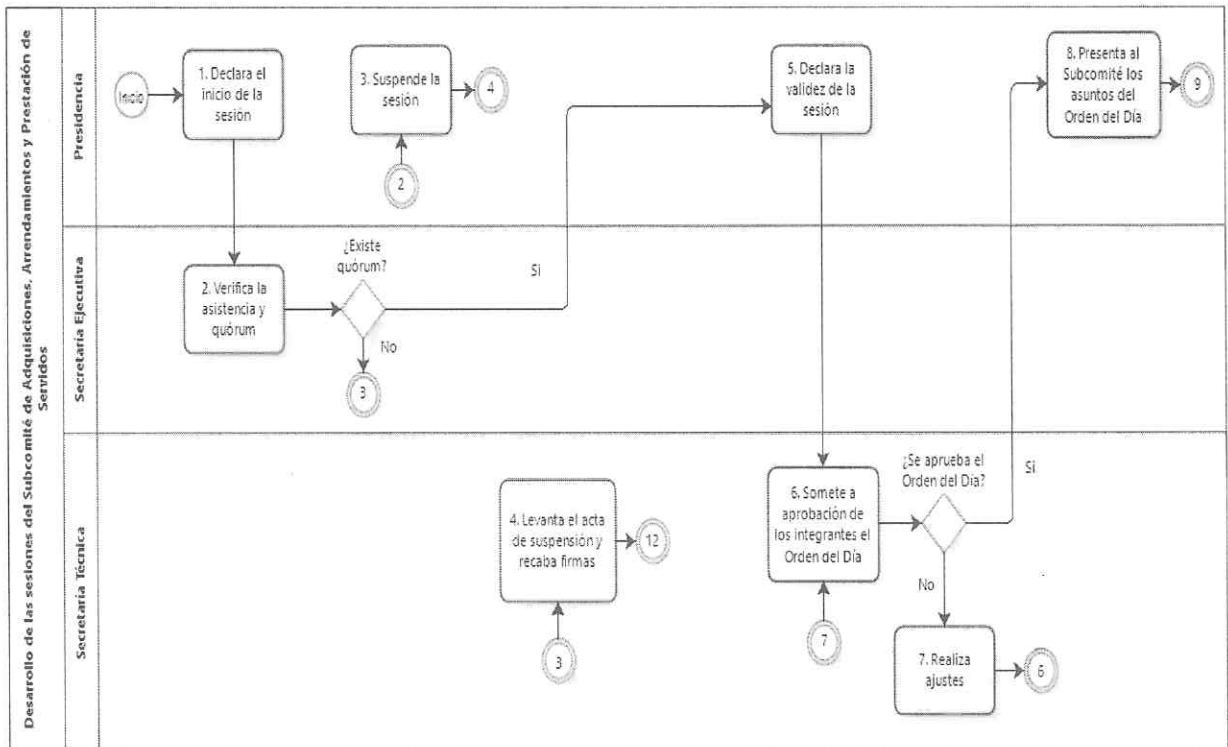 Desarrollo de las sesiones del Subcomité de Adquisiciones, Arrendamientos y Prestación de
Servidos
Presidencia
Inicio
1. Declara el
inicio de la
sesión
3. Suspende la
sesión
4
2
5. Declara la
validez de la
sesión
8. Presenta al
Subcomité los
asuntos del
Orden del Día
9
Secretaría Ejecutiva
2. Verifica la
asistencia y
quórum
¿Existe
quórum?
Si
No
3
Secretaría Técnica
4. Levanta el acta
de suspensión y
recaba firmas
12
3
6. Somete a
aprobación de
los integrantes el
Orden del Día
7
¿Se aprueba el
Orden del Día?
Si
No
7. Realiza
ajustes
6